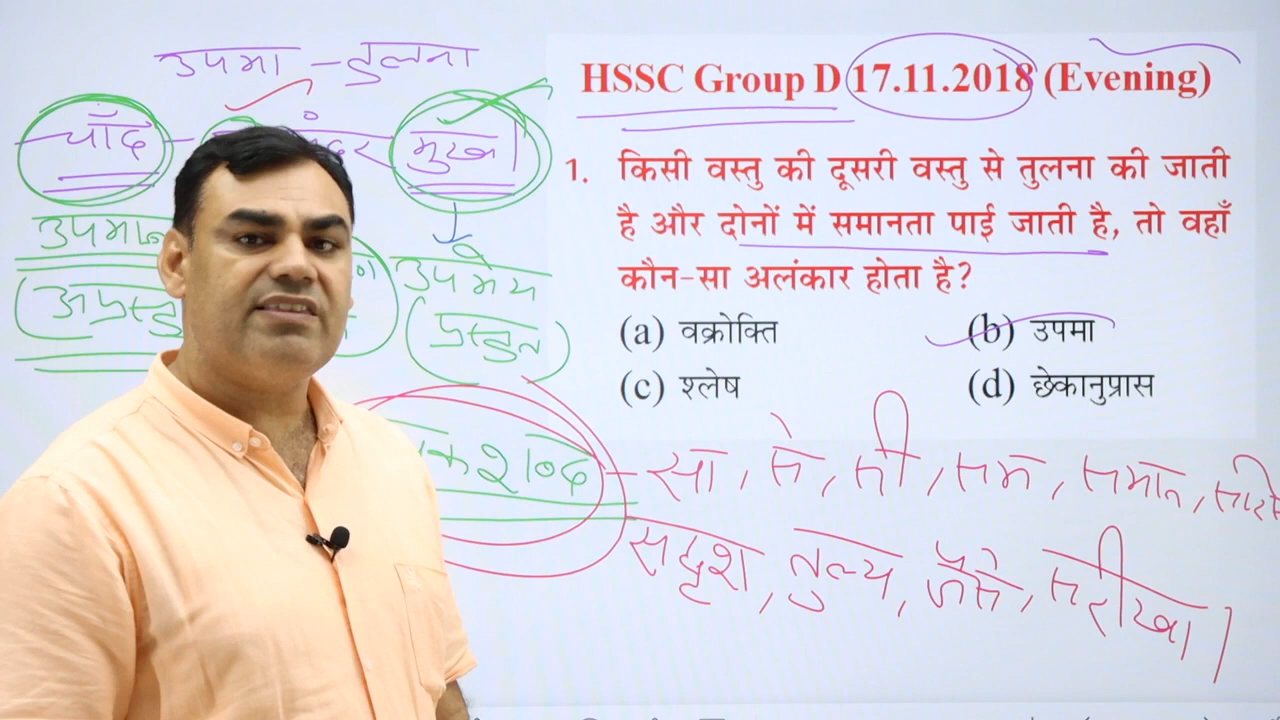 उपमा - तुलना
चाँद - मुख।
उपमेय
(प्रस्तुत)
HSSC Group D 17.11.2018 (Evening)
1. किसी वस्तु की दूसरी वस्तु से तुलना की जाती
है और दोनों में समानता पाई जाती है, तो वहाँ
कौन-सा अलंकार होता है?
(a) वक्रोक्ति (b) उपमा
(c) श्लेष (d) छेकानुप्रास
शब्द - सा, से, सी, सम, समान,
सदृश, तुल्य, जैसे, सरीखा।